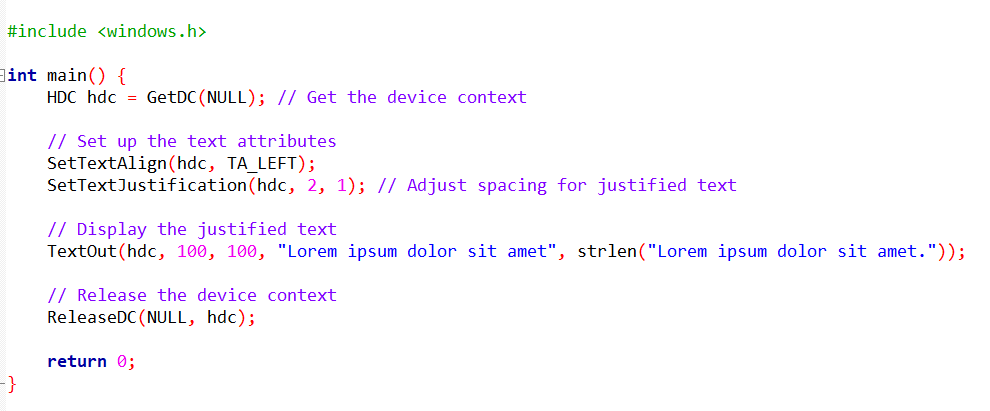 #include <windows.h>
int main() {
HDC hdc = GetDC(NULL); // Get the device context
// Set up the text attributes
SetTextAlign(hdc, TA_LEFT);
SetTextJustification(hdc, 2, 1); // Adjust spacing for justified text
// Display the justified text
TextOut(hdc, 100, 100, "Lorem ipsum dolor sit amet", strlen("Lorem ipsum dolor sit amet."));
// Release the device context
ReleaseDC(NULL, hdc);
return 0;
}